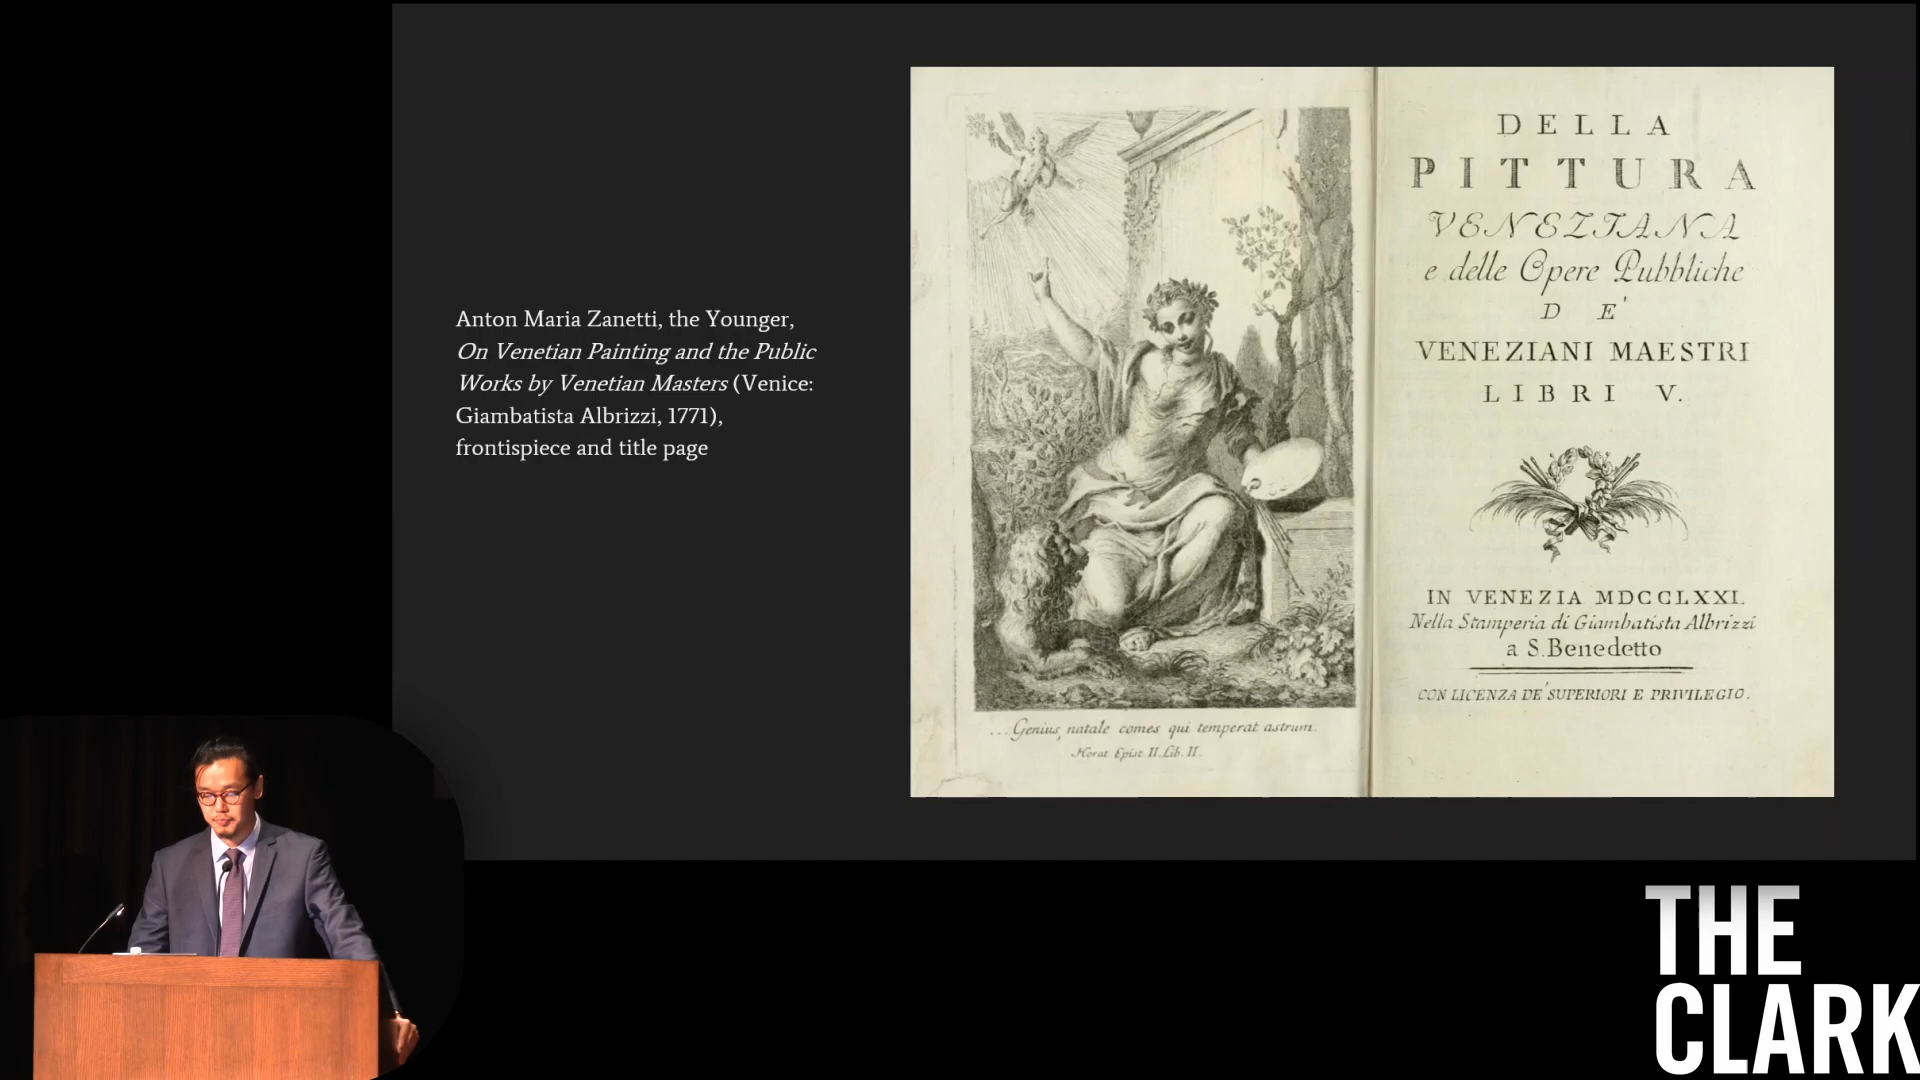 Anton Maria Zanetti, the Younger,
On Venetian Painting and the Public
Works by Venetian Masters (Venice:
Giambatista Albrizzi, 1771),
frontispiece and title page
...Genius, natale comes qui temperat astrum.
Horat. Epist. II. Lib. II.
DELLA
PITTURA
VENEZIANA
e delle Opere Pubbliche
DE'
VENEZIANI MAESTRI
LIBRI V.
IN VENEZIA MDCCLXXI.
Nella Stamperia di Giambatista Albrizzi
a S. Benedetto
CON LICENZA DE' SUPERIORI E PRIVILEGIO.
THE
CLARK